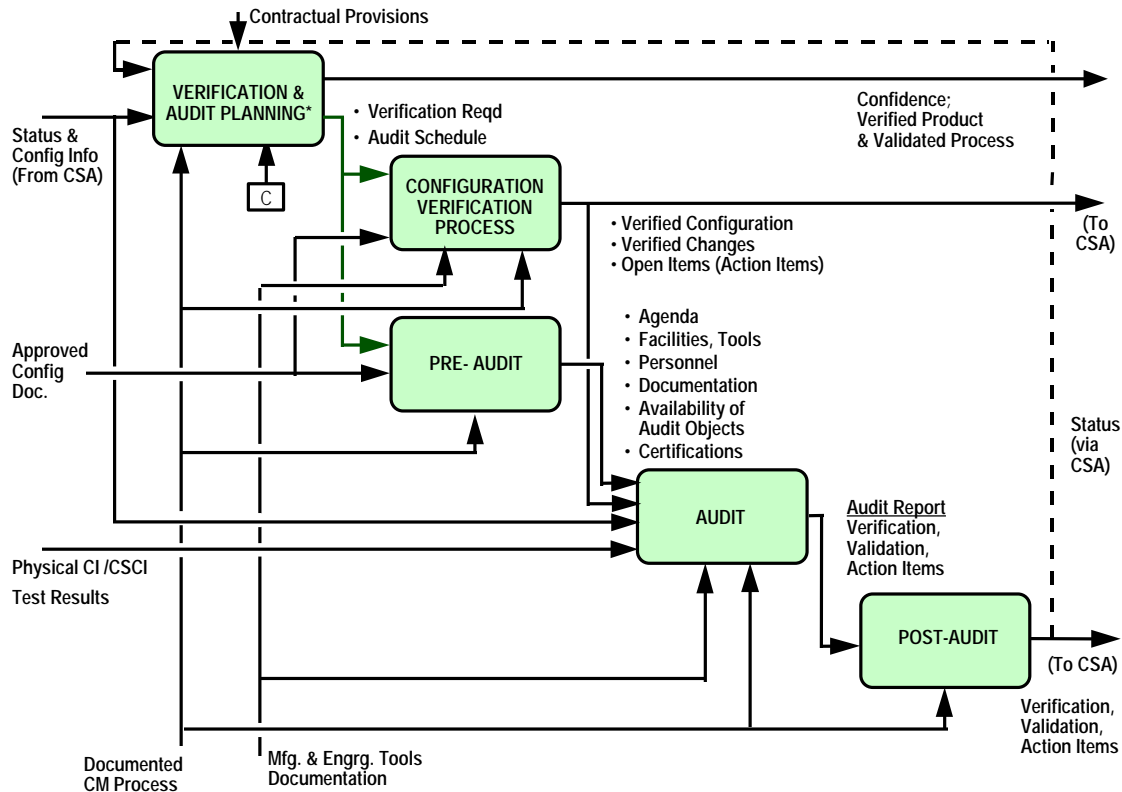 Contractual Provisions
VERIFICATION &
AUDIT PLANNING*
Status &
Config Info
(From CSA)
C
• Verification Reqd
• Audit Schedule
Confidence;
Verified Product
& Validated Process
CONFIGURATION
VERIFICATION
PROCESS
• Verified Configuration
• Verified Changes
• Open Items (Action Items)
(To
CSA)
Approved
Config
Doc.
PRE- AUDIT
• Agenda
• Facilities, Tools
• Personnel
• Documentation
• Availability of
Audit Objects
• Certifications
Status
(via
CSA)
AUDIT
Audit Report
Verification,
Validation,
Action Items
Physical CI /CSCI
Test Results
POST-AUDIT
(To CSA)
Verification,
Validation,
Action Items
Documented
CM Process
Mfg. & Engrg. Tools
Documentation